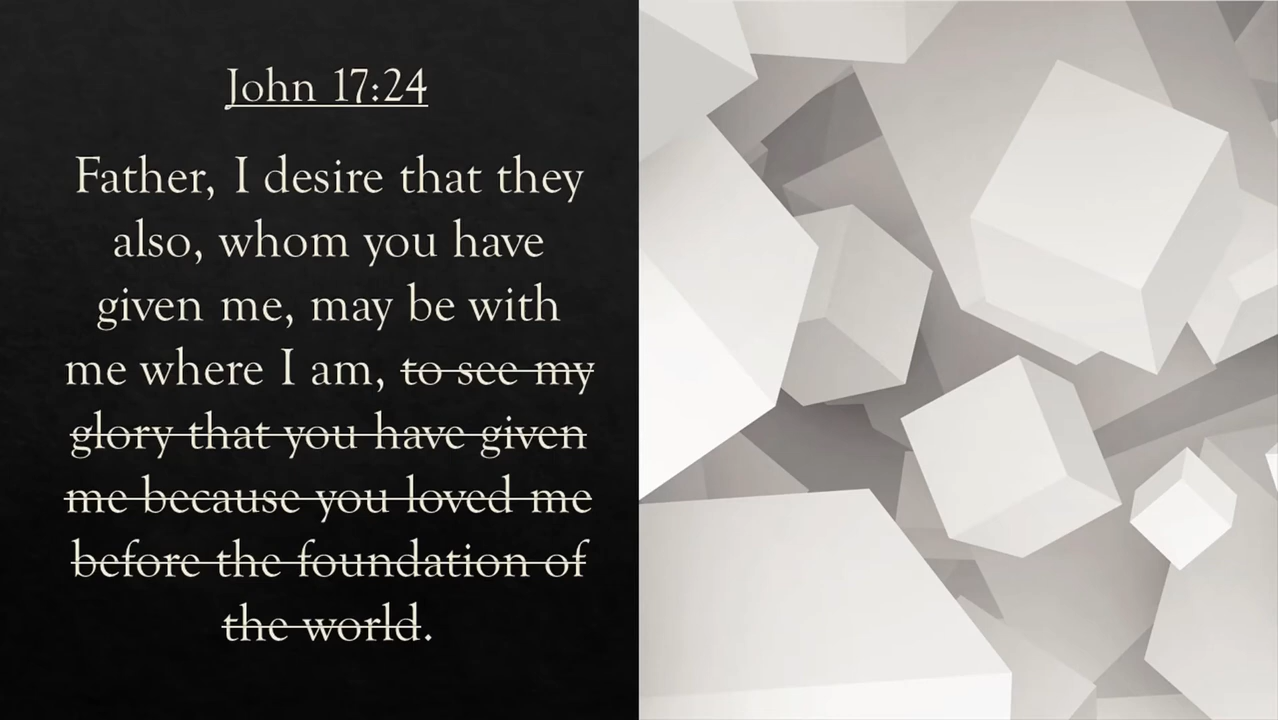 John 17:24
Father, I desire that they
also, whom you have
given me, may be with
me where I am, to see my
glory that you have given
me because you loved me
before the foundation of
the world.